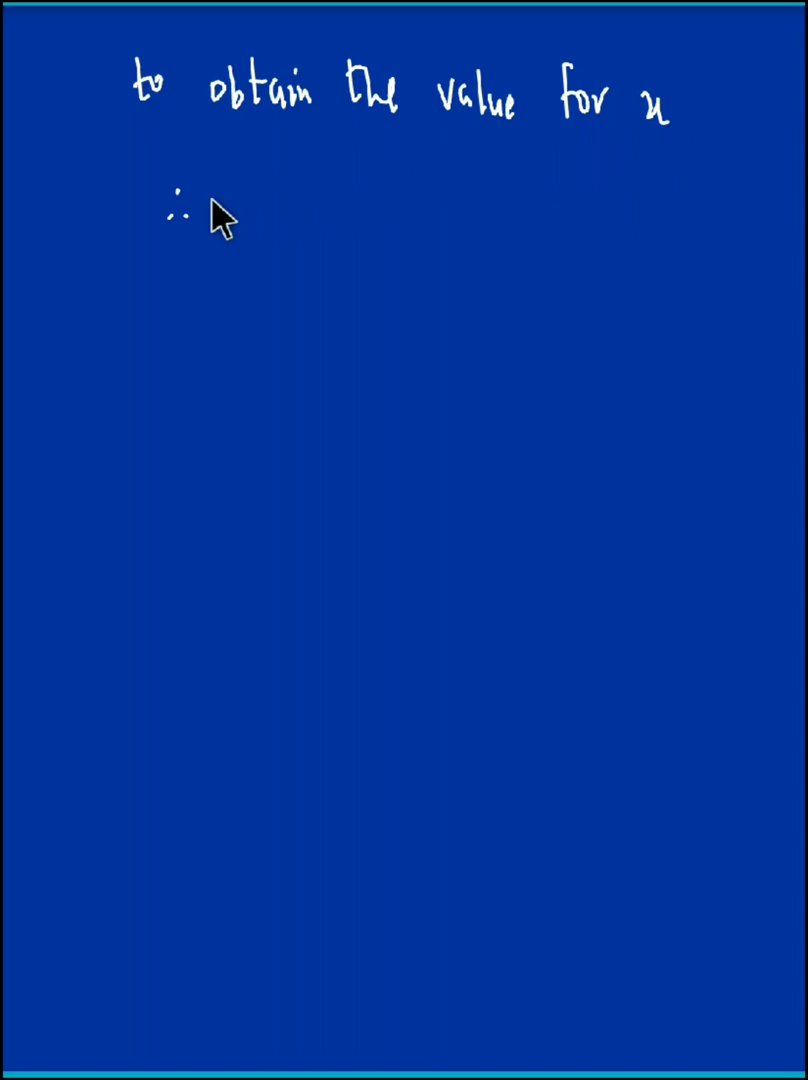 to obtain the value for x
∴